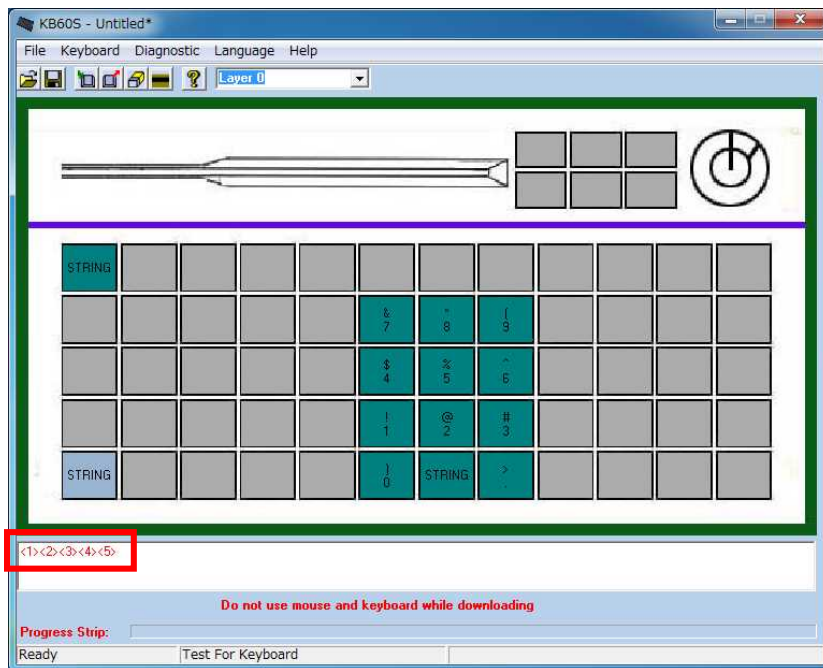 KB60S - Untitled*
File Keyboard Diagnostic Language Help
Layer 0
STRING
& * (
7 8 9
$ % ^
4 5 6
! @ #
1 2 3
STRING ) STRING >
0 .
<1><2><3><4><5>
Do not use mouse and keyboard while downloading
Progress Strip:
Ready Test For Keyboard